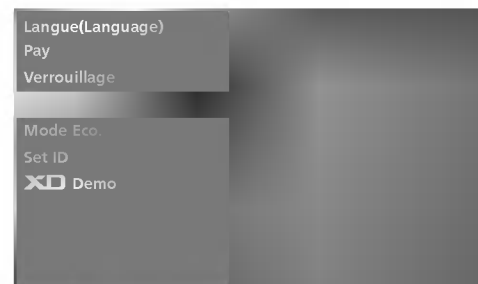 Langue(Language)
Pay
Verrouillage
Mode Eco.
Set ID
XD Demo